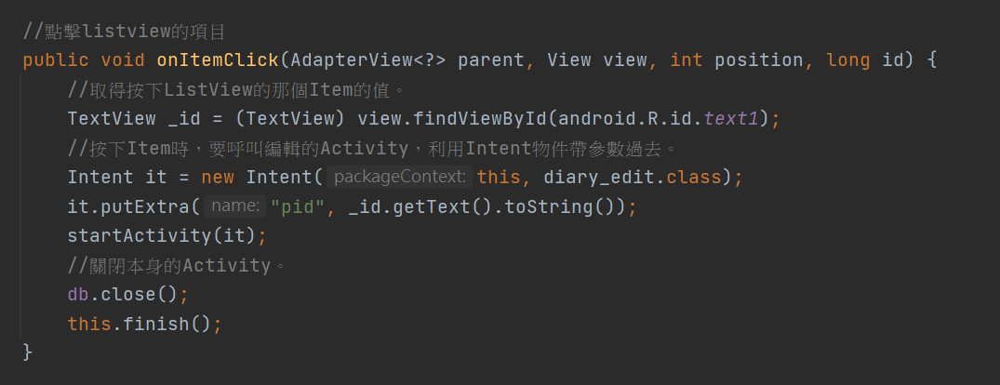 //點擊listview的項目
public void onItemClick(AdapterView<?> parent, View view, int position, long id) {
//取得按下ListView的那個Item的值。
TextView _id = (TextView) view.findViewById(android.R.id.text1);
//按下Item時，要呼叫編輯的Activity，利用Intent物件帶參數過去。
Intent it = new Intent( packageContext: this, diary_edit.class);
it.putExtra( name: "pid", _id.getText().toString());
startActivity(it);
//關閉本身的Activity。
db.close();
this.finish();
}